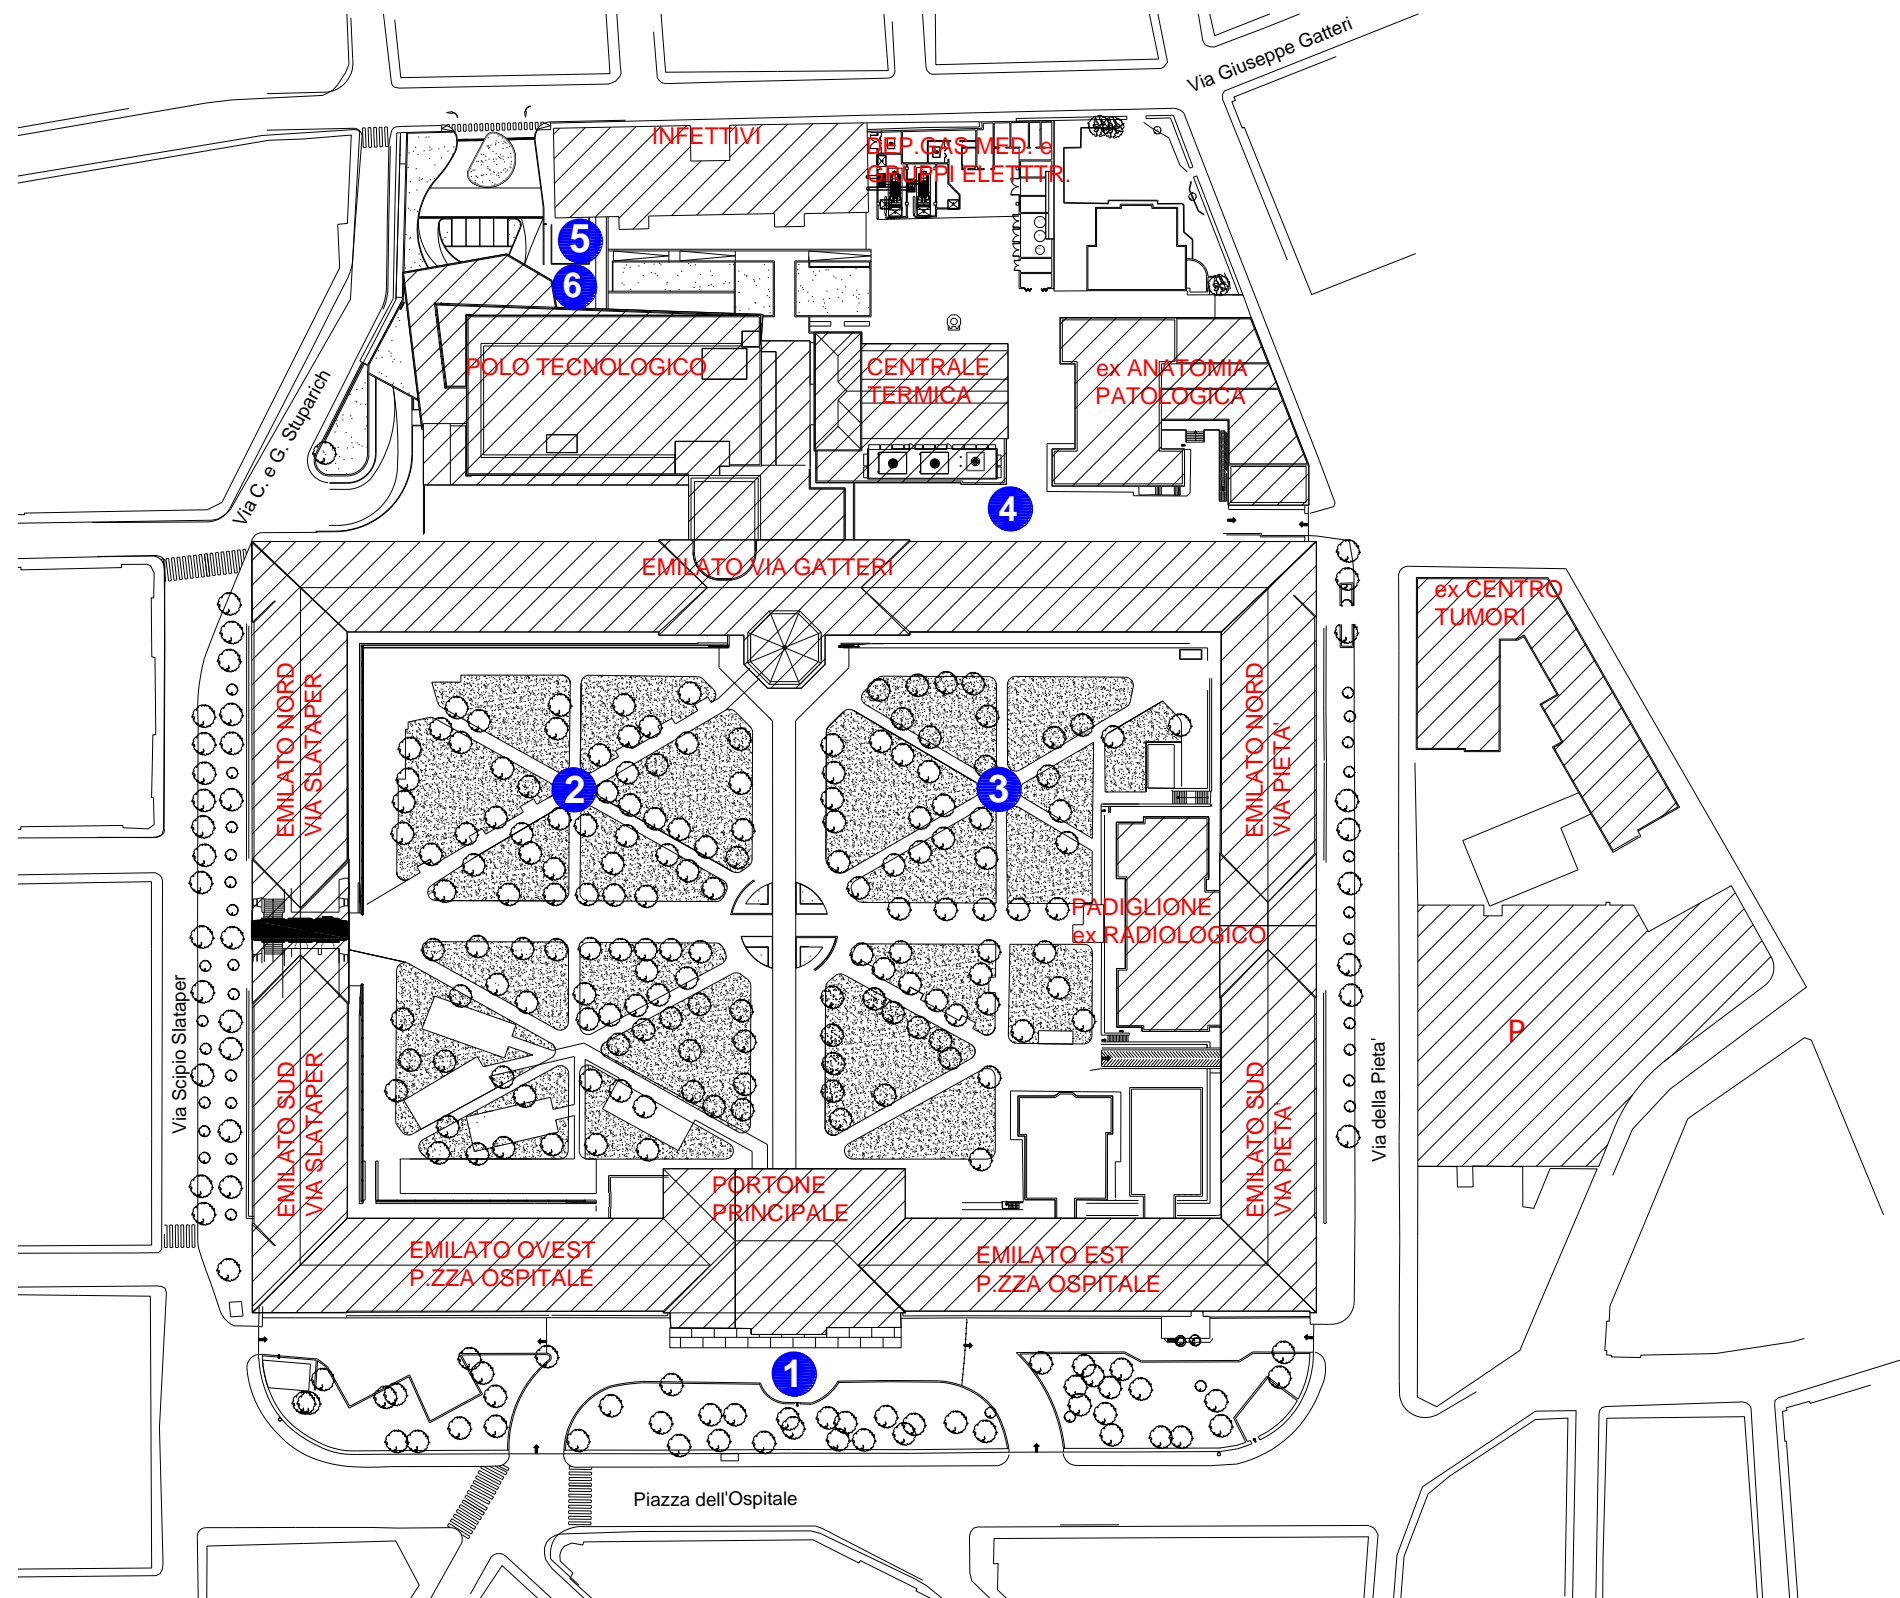 Via Giuseppe Gatteri
INFETTIVI
DEP.GAS MED. e
GRUPPI ELETTTR.
5
6
POLO TECNOLOGICO
CENTRALE
TERMICA
ex ANATOMIA
PATOLOGICA
Via C. e G. Stuparich
4
EMILATO VIA GATTERI
ex CENTRO
TUMORI
EMILATO NORD
VIA SLATAPER
EMILATO NORD
VIA PIETA'
2
3
PADIGLIONE
ex RADIOLOGICO
Via Scipio Slataper
EMILATO SUD
VIA SLATAPER
EMILATO SUD
VIA PIETA'
Via della Pieta'
P
PORTONE
PRINCIPALE
EMILATO OVEST
P.ZZA OSPITALE
EMILATO EST
P.ZZA OSPITALE
1
Piazza dell'Ospitale